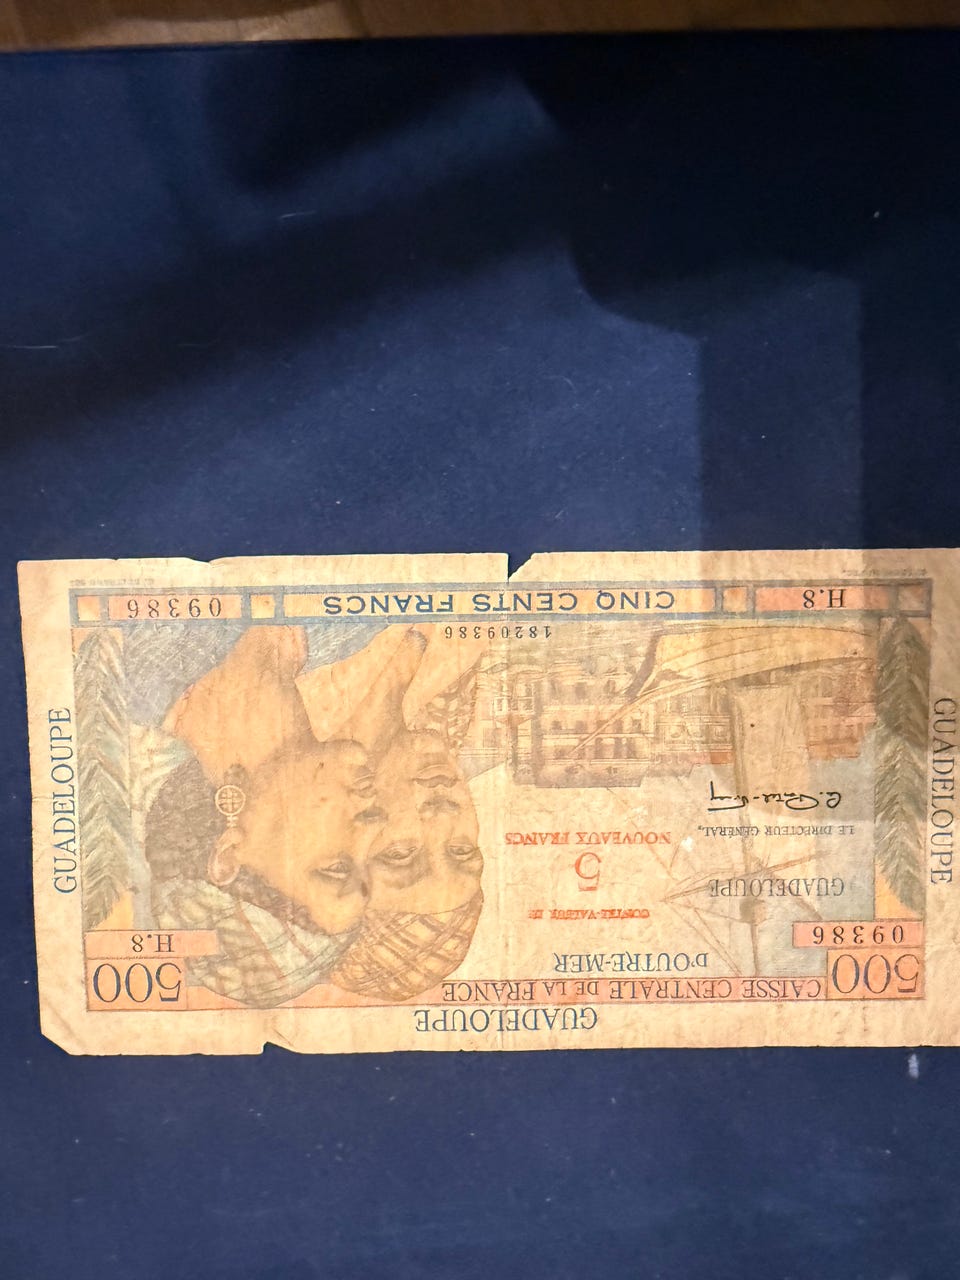 GUADELOUPE
CAISSE CENTRALE DE LA FRANCE
D'OUTRE-MER
500
09386
500
H.8
GUADELOUPE
CONTRE-VALEUR DE
5
NOUVEAUX FRANCS
LE DIRECTEUR GÉNÉRAL,
GUADELOUPE
GUADELOUPE
18209386
H.8
CINQ CENTS FRANCS
09386